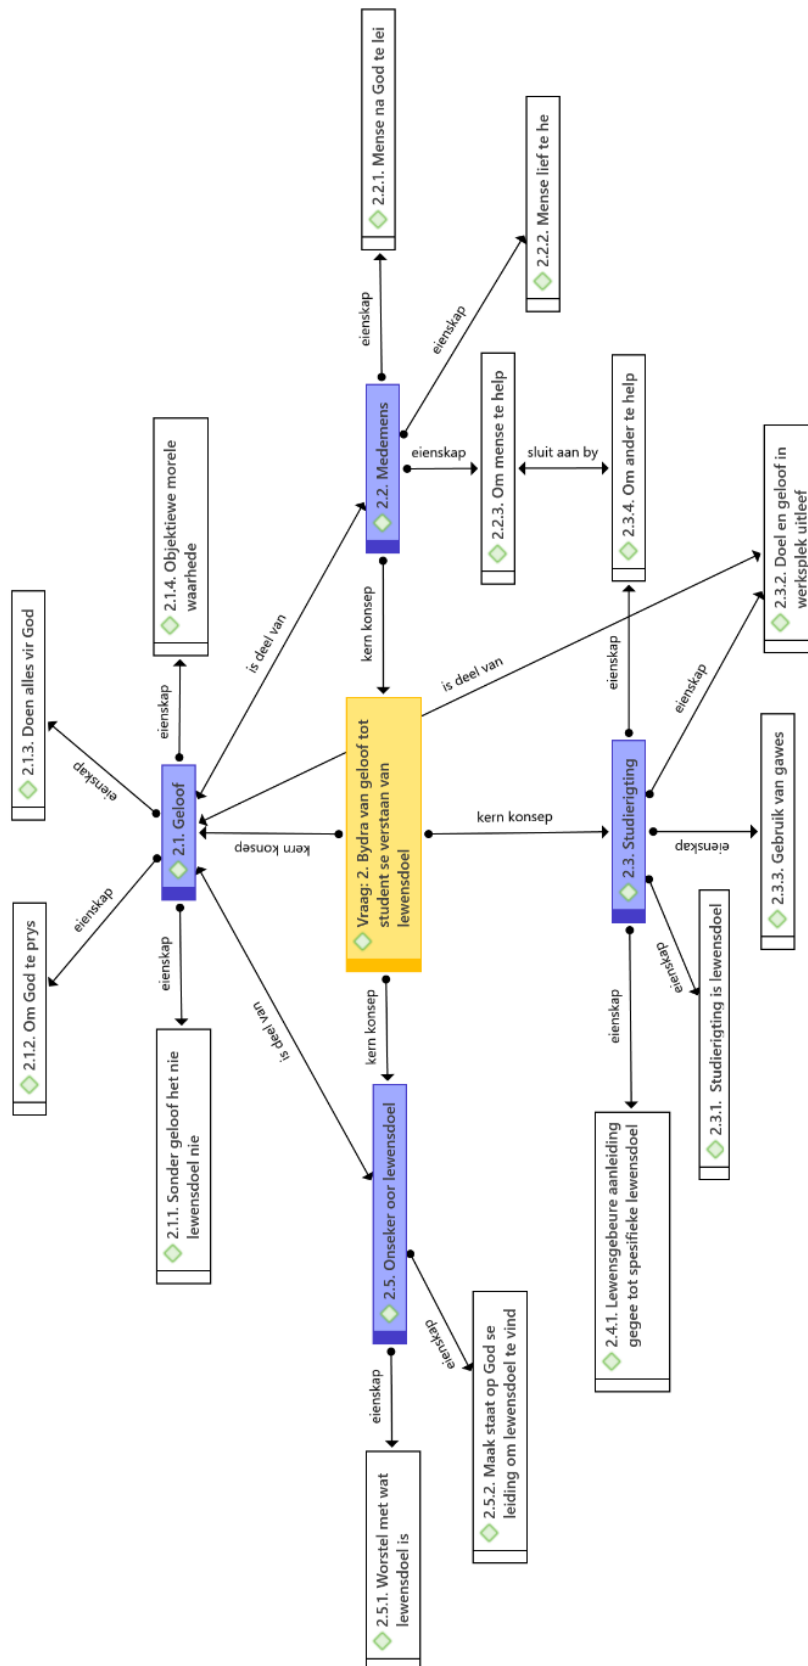 2.1.2. Om God te prys
2.1.3. Doen alles vir God
eienskap
eienskap
2.1.1. Sonder geloof het nie
lewensdoel nie
eienskap
2.1. Geloof
eienskap
2.1.4. Objektiewe morele
waarhede
is deel van
kern konsep
is deel van
2.5.1. Worstel met wat
lewensdoel is
eienskap
2.5. Onseker oor lewensdoel
kern konsep
Vraag: 2. Bydra van geloof tot
student se verstaan van
lewensdoel
kern konsep
2.2. Medemens
eienskap
2.2.1. Mense na God te lei
eienskap
2.5.2. Maak staat op God se
leiding om lewensdoel te vind
kern konsep
is deel van
eienskap
2.2.3. Om mense te help
eienskap
2.2.2. Mense lief te he
sluit aan by
2.4.1. Lewensgebeure aanleiding
gegee tot spesifieke lewensdoel
eienskap
2.3. Studierigting
eienskap
2.3.4. Om ander te help
eienskap
eienskap
eienskap
2.3.1. Studierigting is lewensdoel
2.3.3. Gebruik van gawes
2.3.2. Doel en geloof in
werksplek uitleef